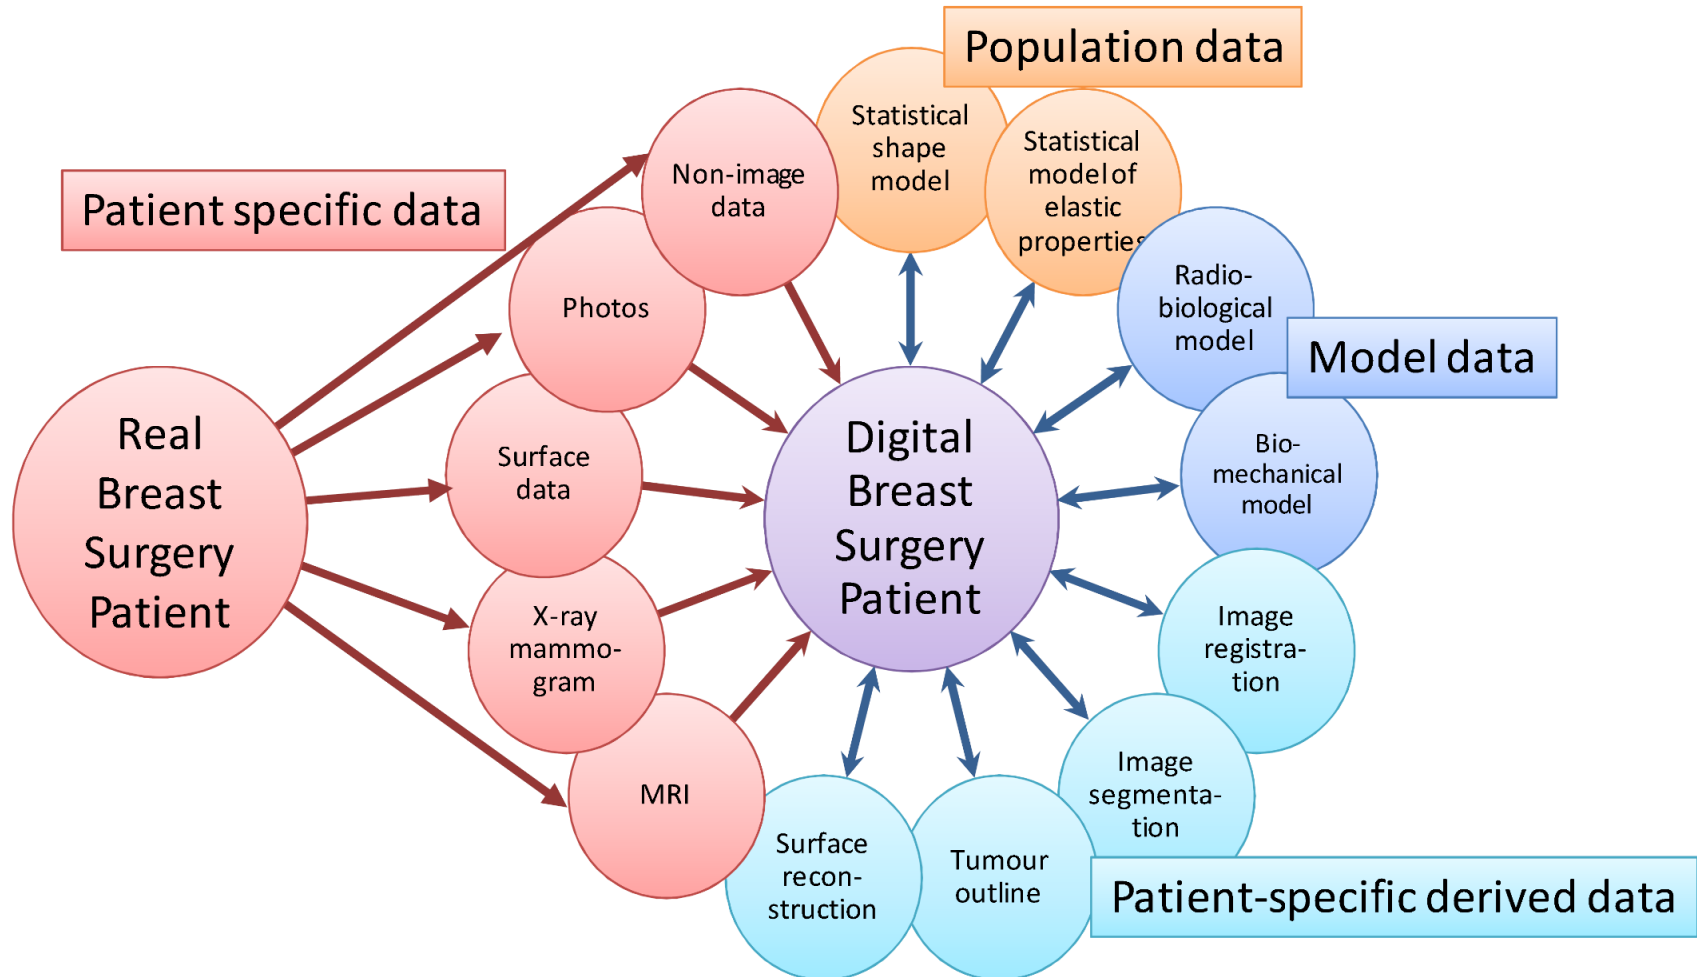 Population data
Statistical
shape
model
Statistical
model of
elastic
properties
Non-image
data
Patient specific data
Photos
Radio-
biological
model
Model data
Real
Breast
Surgery
Patient
Surface
data
Digital
Breast
Surgery
Patient
Bio-
mechanical
model
X-ray
mammo-
gram
Image
registra-
tion
MRI
Image
segmenta-
tion
Surface
recon-
struction
Tumour
outline
Patient-specific derived data